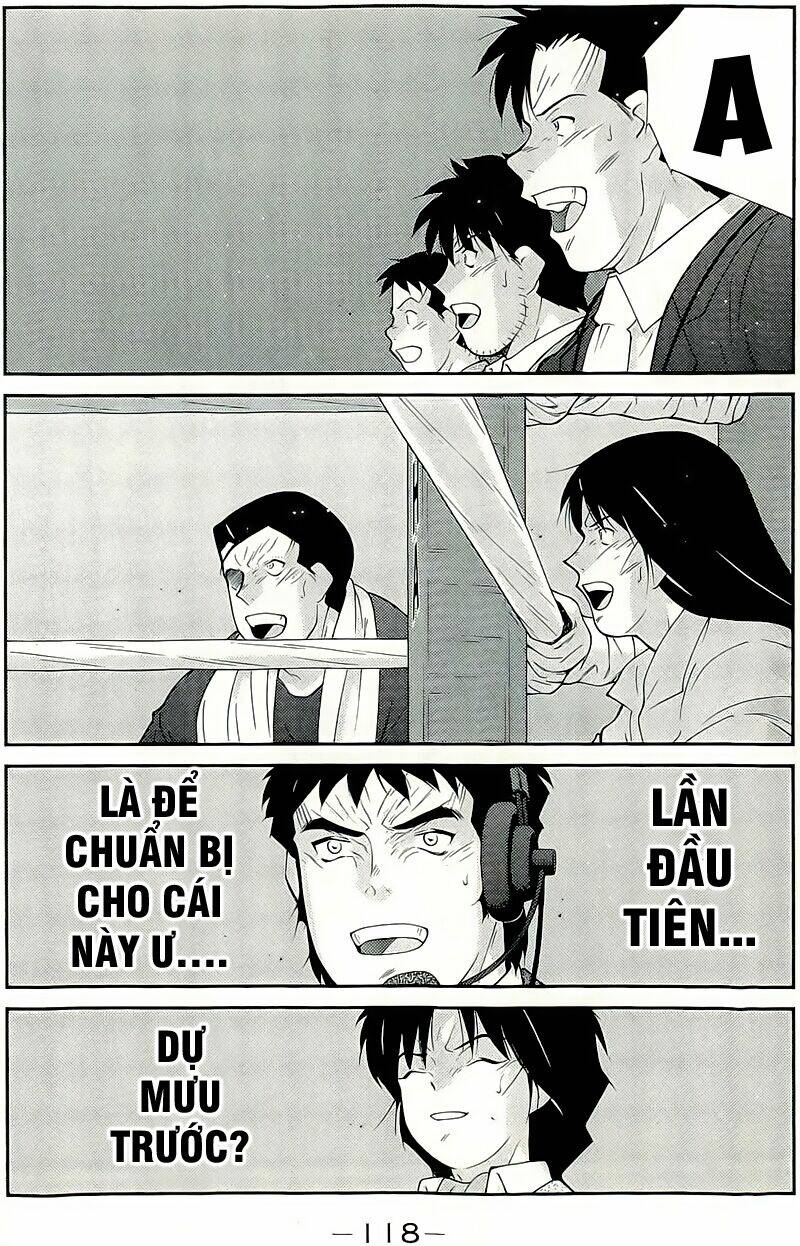 A
LẦN
ĐẦU
TIÊN...
LÀ ĐỂ
CHUẨN BỊ
CHO CÁI
NÀY Ư....
DỰ
MƯU
TRƯỚC?
-118-